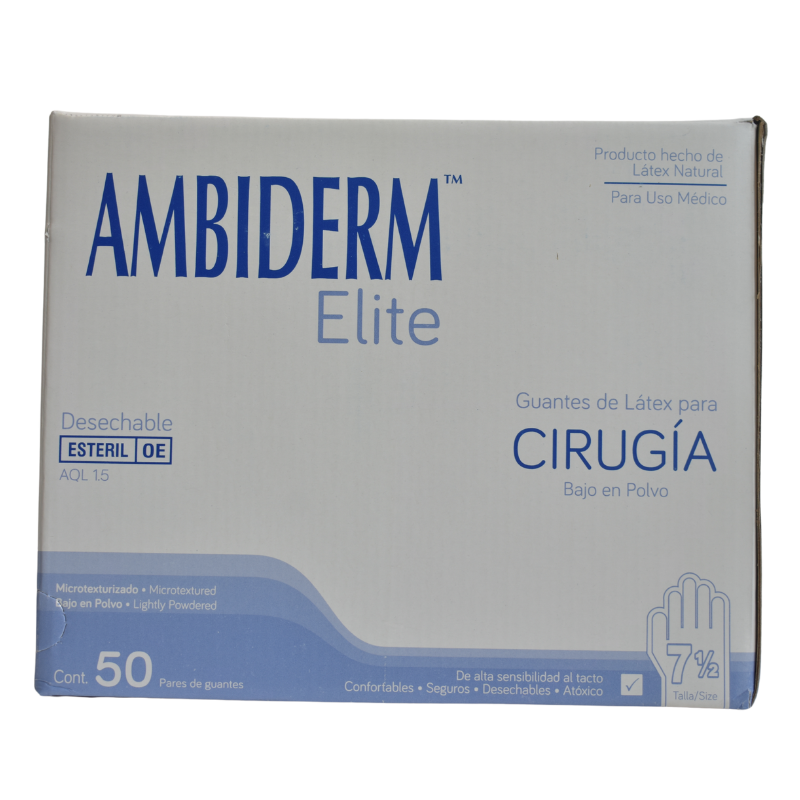 AMBIDERM™
Elite
Producto hecho de
Látex Natural
Para Uso Médico
Desechable
ESTERIL OE
AQL 1.5
Guantes de Látex para
CIRUGÍA
Bajo en Polvo
Microtexturizado • Microtextured
Bajo en Polvo • Lightly Powdered
Cont. 50 Pares de guantes
De alta sensibilidad al tacto
Confortables • Seguros • Desechables • Atóxico
7 ½
Talla/Size